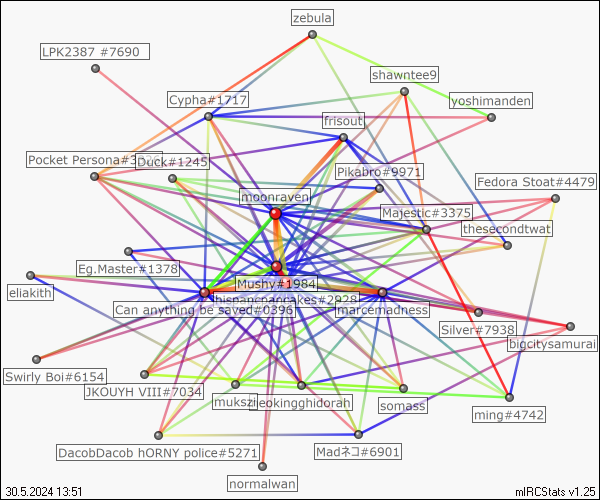 zebula
LPK2387 #7690
shawntee9
Cypha#1717
yoshimanden
frisout
Pocket Persona#3
Duck#1245
Pikabro#9971
Fedora Stoat#4479
moonraven
Majestic#3375
thesecondtwat
Eg.Master#1378
Mushy#1984
eliakith
hispancpancakes#2928
Can anything be saved#0396
marcemadness
Silver#7938
bigcitysamurai
Swirly Boi#6154
JKOUYH VIII#7034
mukszi
leokingghidorah
somass
ming#4742
DacobDacob hORNY police#5271
Madネコ#6901
normalwan
30.5.2024 13:51
mIRCStats v1.25